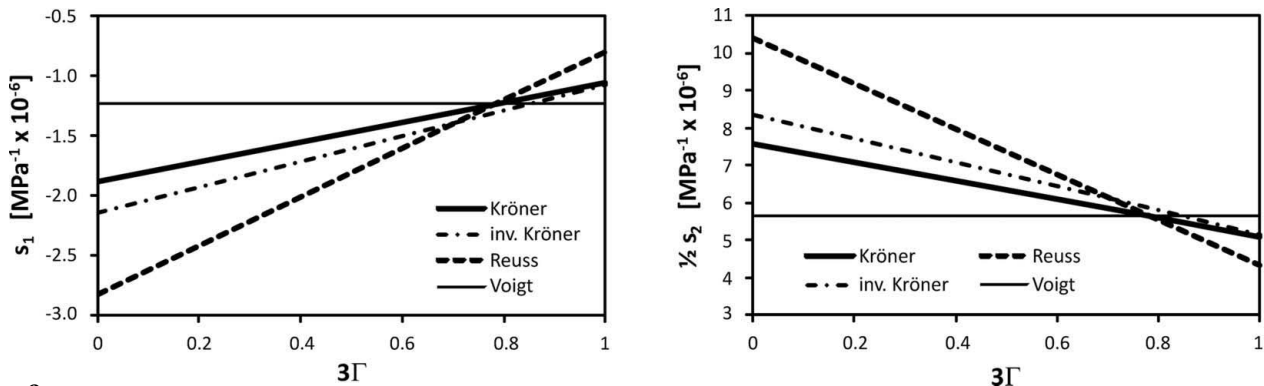 -0.5
-1.0
-1.5
-2.0
-2.5
-3.0
s₁ [MPa⁻¹ x 10⁻⁶]
Kröner
inv. Kröner
Reuss
Voigt
0 0.2 0.4 0.6 0.8 1
3Γ
11
10
9
8
7
6
5
4
3
½ s₂ [MPa⁻¹ x 10⁻⁶]
Kröner Reuss
inv. Kröner Voigt
0 0.2 0.4 0.6 0.8 1
3Γ